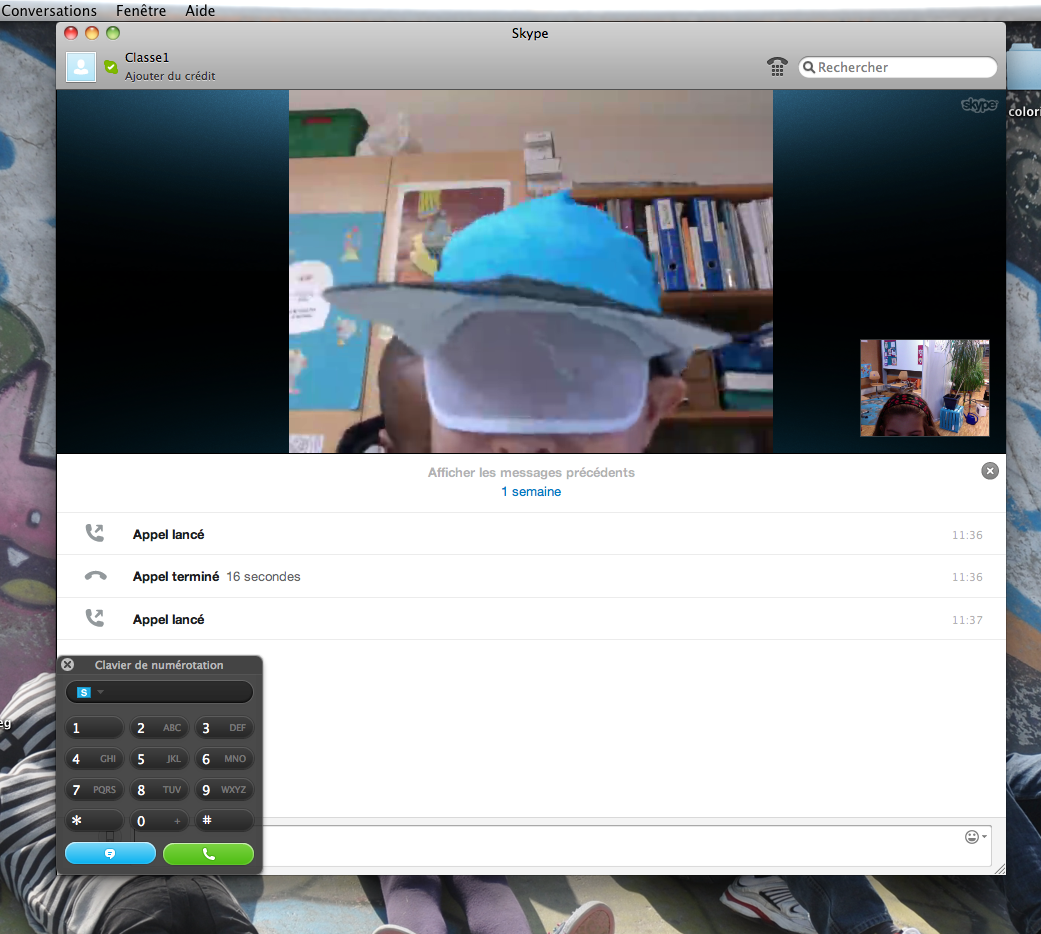 Conversations Fenêtre Aide
Skype
Classe1
Ajouter du crédit
Rechercher
skype
colori
Afficher les messages précédents
1 semaine
Appel lancé 11:36
Appel terminé 16 secondes 11:36
Appel lancé 11:37
Clavier de numérotation
S
1 2 ABC 3 DEF
4 GHI 5 JKL 6 MNO
7 PQRS 8 TUV 9 WXYZ
* 0 + #
eg